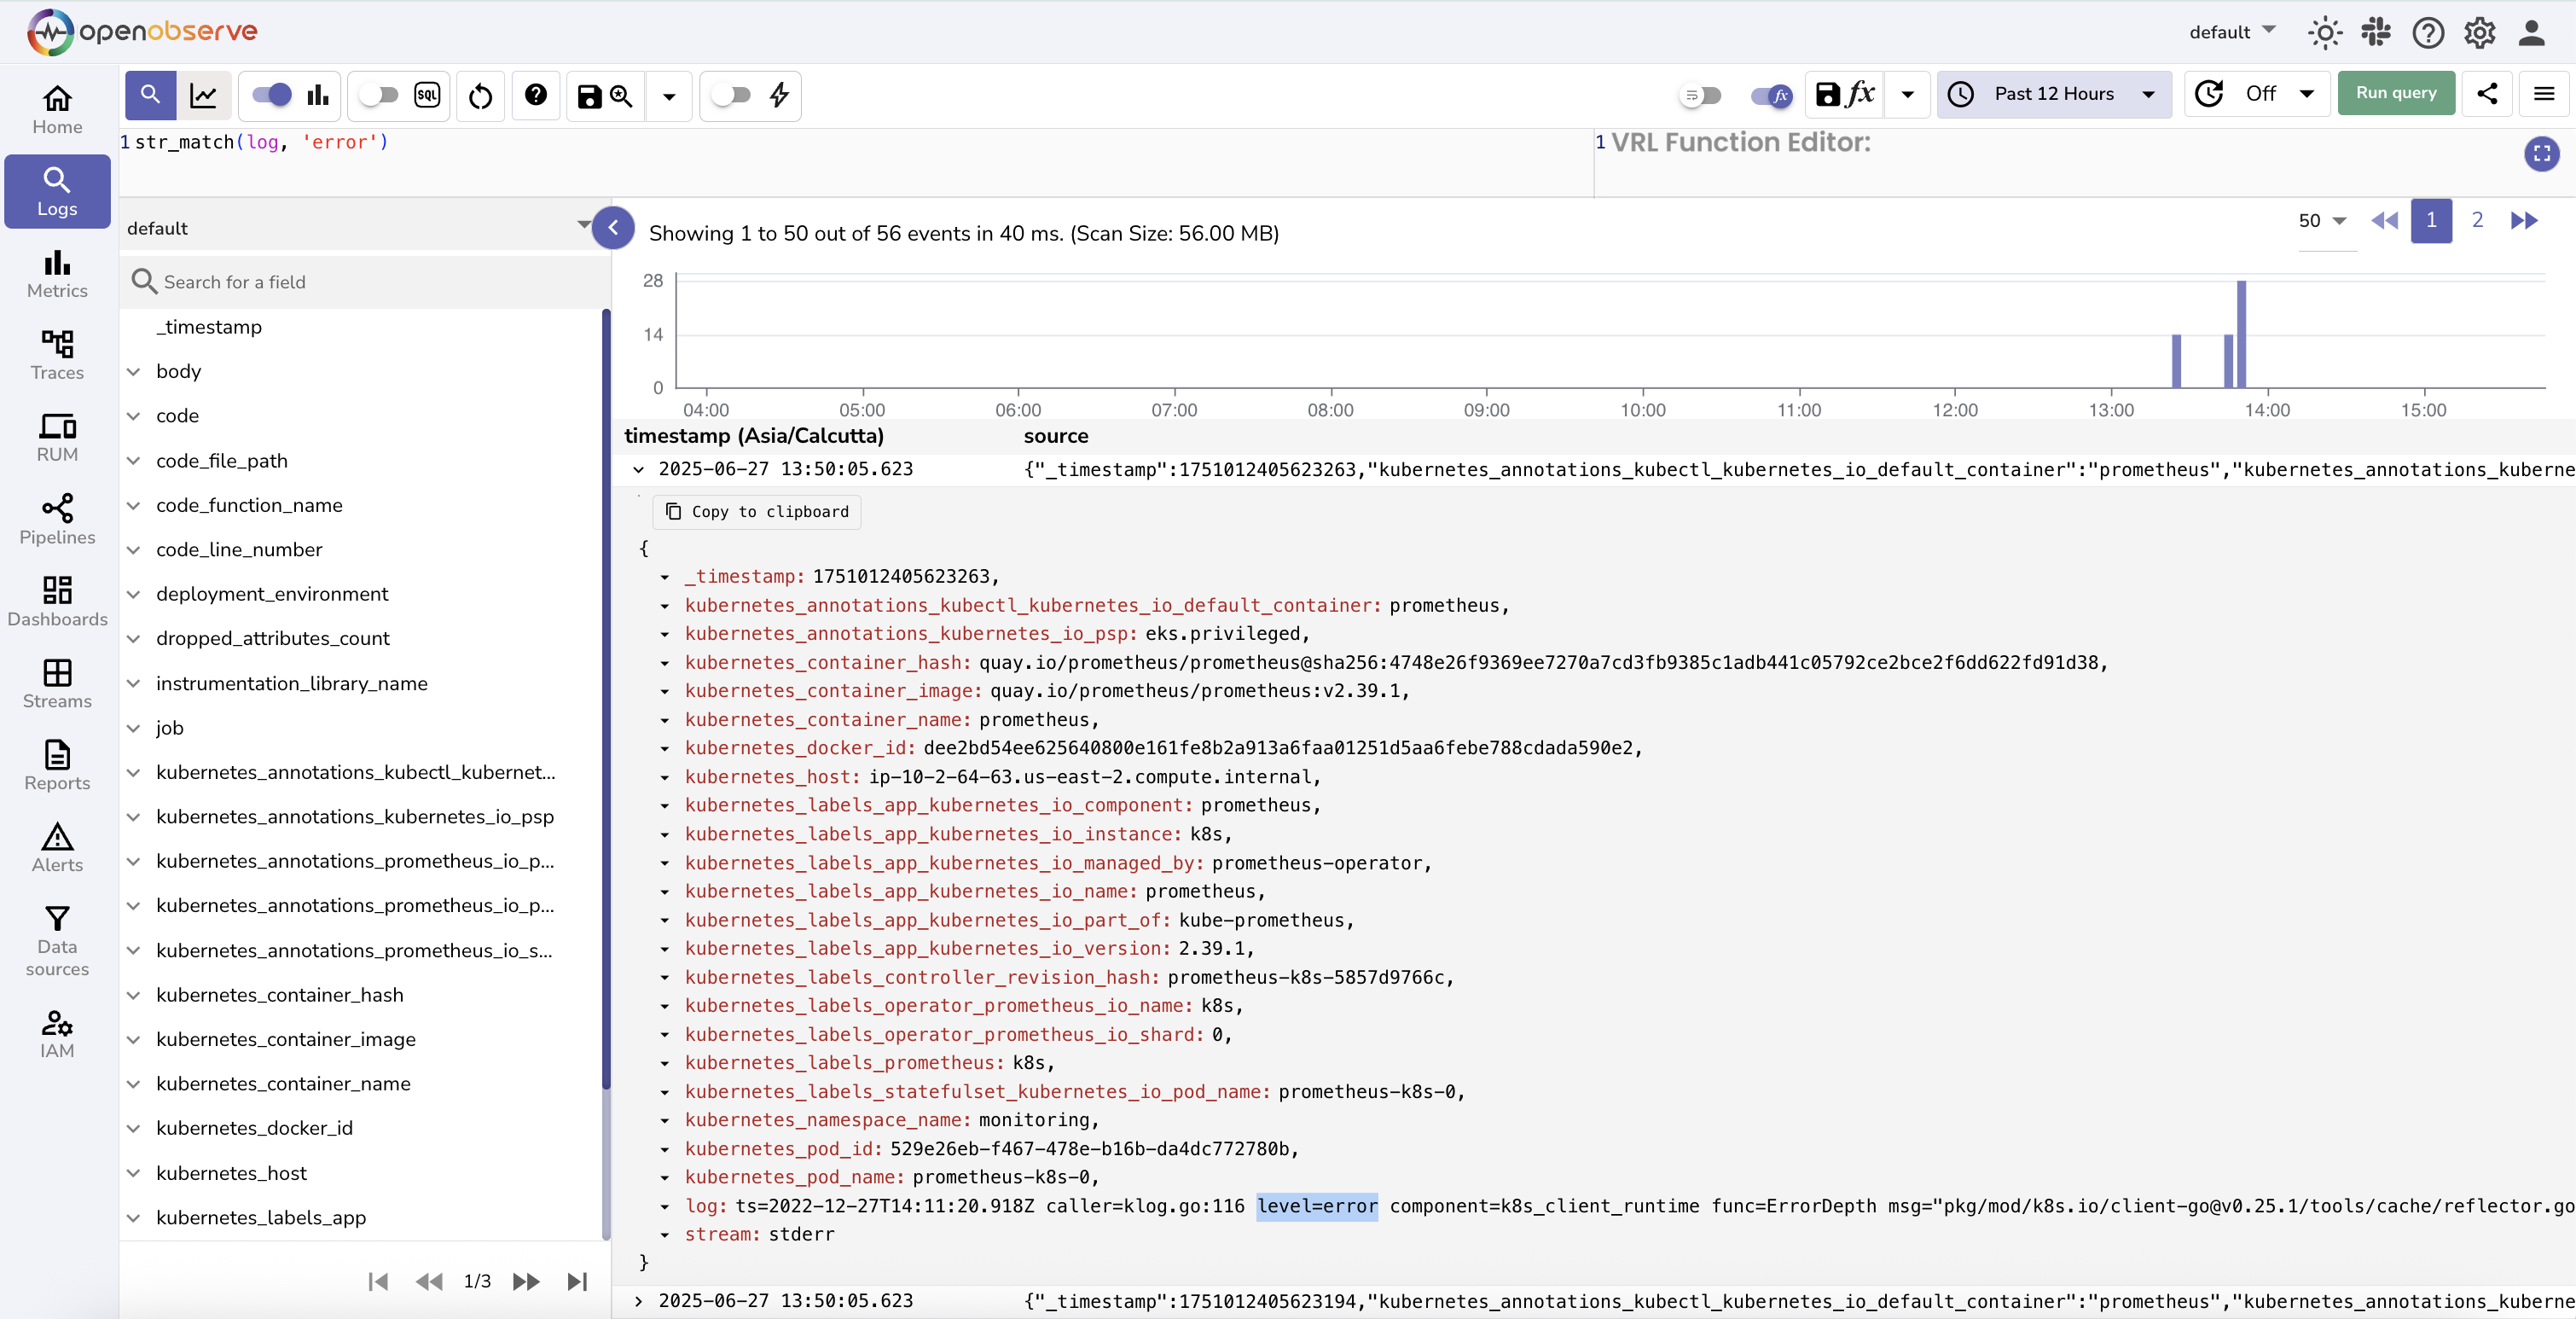 openobserve
default
Home
Logs
Metrics
Traces
RUM
Pipelines
Dashboards
Streams
Reports
Alerts
Data
sources
IAM
SQL
fx
fx
Past 12 Hours
Off
Run query
1 str_match(log, 'error')
1 VRL Function Editor:
default
Search for a field
_timestamp
body
code
code_file_path
code_function_name
code_line_number
deployment_environment
dropped_attributes_count
instrumentation_library_name
job
kubernetes_annotations_kubectl_kubernet...
kubernetes_annotations_kubernetes_io_psp
kubernetes_annotations_prometheus_io_p...
kubernetes_annotations_prometheus_io_p...
kubernetes_annotations_prometheus_io_s...
kubernetes_container_hash
kubernetes_container_image
kubernetes_container_name
kubernetes_docker_id
kubernetes_host
kubernetes_labels_app
1/3
Showing 1 to 50 out of 56 events in 40 ms. (Scan Size: 56.00 MB)
50
1
2
28
14
0
04:00 05:00 06:00 07:00 08:00 09:00 10:00 11:00 12:00 13:00 14:00 15:00
timestamp (Asia/Calcutta) source
2025-06-27 13:50:05.623 {"_timestamp":1751012405623263,"kubernetes_annotations_kubectl_kubernetes_io_default_container":"prometheus","kubernetes_annotations_kuberne
Copy to clipboard
{
_timestamp: 1751012405623263,
kubernetes_annotations_kubectl_kubernetes_io_default_container: prometheus,
kubernetes_annotations_kubernetes_io_psp: eks.privileged,
kubernetes_container_hash: quay.io/prometheus/prometheus@sha256:4748e26f9369ee7270a7cd3fb9385c1adb441c05792ce2bce2f6dd622fd91d38,
kubernetes_container_image: quay.io/prometheus/prometheus:v2.39.1,
kubernetes_container_name: prometheus,
kubernetes_docker_id: dee2bd54ee625640800e161fe8b2a913a6faa01251d5aa6febe788cdada590e2,
kubernetes_host: ip-10-2-64-63.us-east-2.compute.internal,
kubernetes_labels_app_kubernetes_io_component: prometheus,
kubernetes_labels_app_kubernetes_io_instance: k8s,
kubernetes_labels_app_kubernetes_io_managed_by: prometheus-operator,
kubernetes_labels_app_kubernetes_io_name: prometheus,
kubernetes_labels_app_kubernetes_io_part_of: kube-prometheus,
kubernetes_labels_app_kubernetes_io_version: 2.39.1,
kubernetes_labels_controller_revision_hash: prometheus-k8s-5857d9766c,
kubernetes_labels_operator_prometheus_io_name: k8s,
kubernetes_labels_operator_prometheus_io_shard: 0,
kubernetes_labels_prometheus: k8s,
kubernetes_labels_statefulset_kubernetes_io_pod_name: prometheus-k8s-0,
kubernetes_namespace_name: monitoring,
kubernetes_pod_id: 529e26eb-f467-478e-b16b-da4dc772780b,
kubernetes_pod_name: prometheus-k8s-0,
log: ts=2022-12-27T14:11:20.918Z caller=klog.go:116 level=error component=k8s_client_runtime func=ErrorDepth msg="pkg/mod/k8s.io/client-go@v0.25.1/tools/cache/reflector.go
stream: stderr
}
2025-06-27 13:50:05.623 {"_timestamp":1751012405623194,"kubernetes_annotations_kubectl_kubernetes_io_default_container":"prometheus","kubernetes_annotations_kuberne